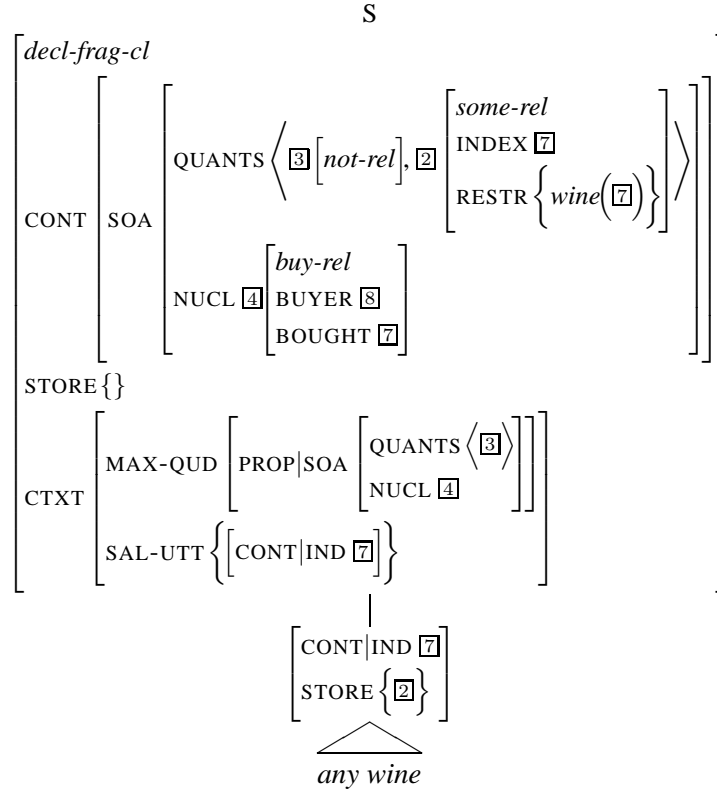 S
decl-frag-cl
CONT [SOA [QUANTS ⟨ 3 [not-rel], 2 [some-rel
INDEX 7
RESTR {wine(7)}]⟩
NUCL 4 [buy-rel
BUYER 8
BOUGHT 7]]]
STORE {}
CTXT [MAX-QUD [PROP|SOA [QUANTS ⟨3⟩
NUCL 4]]
SAL-UTT {[CONT|IND 7]}]
[CONT|IND 7
STORE {2}]
any wine